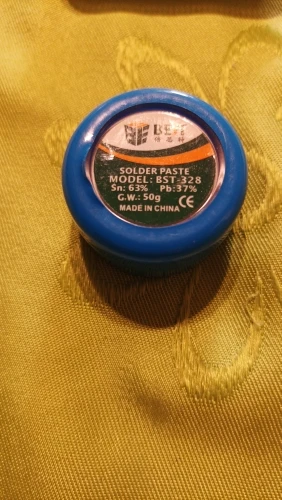 BEST
SOLDER PASTE
MODEL: BST-328
Sn: 63% Pb:37%
G.W.: 50g CE
MADE IN CHINA